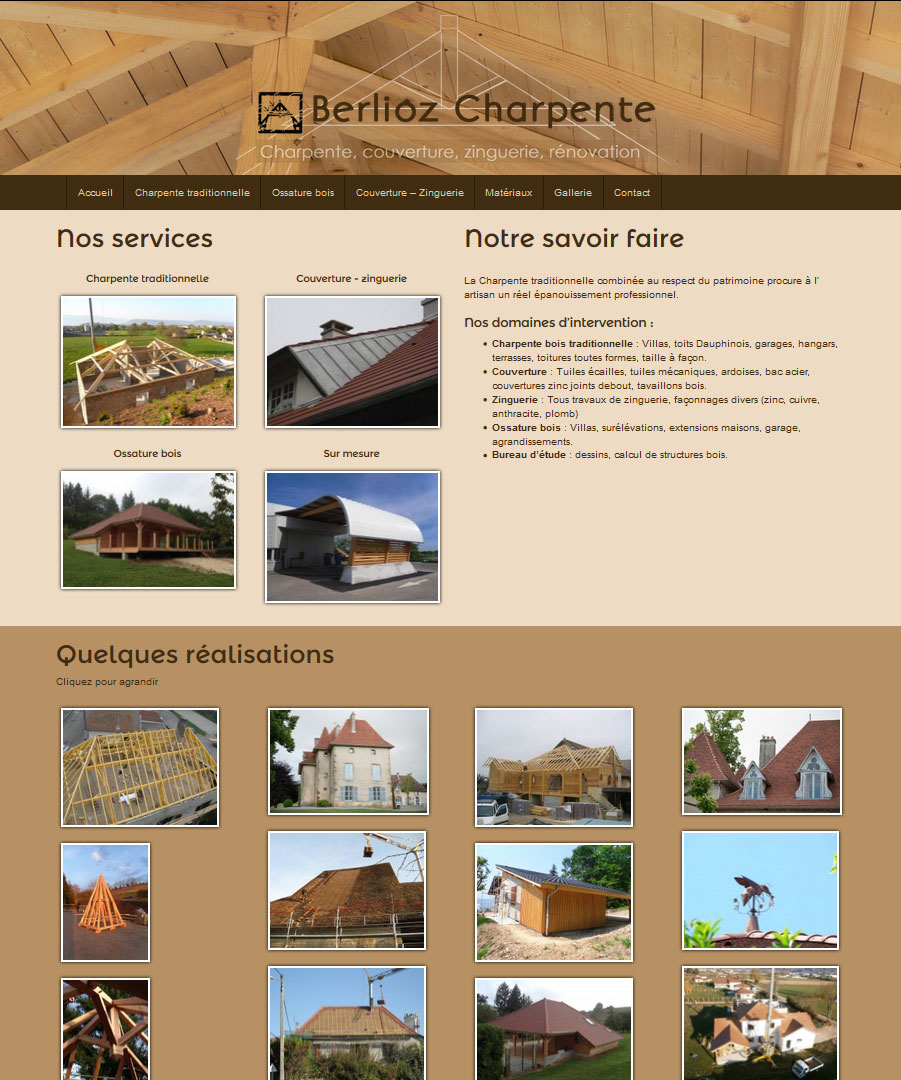 Berlioz Charpente
Charpente, couverture, zinguerie, rénovation
Accueil
Charpente traditionnelle
Ossature bois
Couverture – Zinguerie
Matériaux
Gallerie
Contact
Nos services
Charpente traditionnelle
Couverture - zinguerie
Ossature bois
Sur mesure
Notre savoir faire
La Charpente traditionnelle combinée au respect du patrimoine procure à l'
artisan un réel épanouissement professionnel.
Nos domaines d'intervention :
• Charpente bois traditionnelle : Villas, toits Dauphinois, garages, hangars,
terrasses, toitures toutes formes, taille à façon.
• Couverture : Tuiles écailles, tuiles mécaniques, ardoises, bac acier,
couvertures zinc joints debout, tavaillons bois.
• Zinguerie : Tous travaux de zinguerie, façonnages divers (zinc, cuivre,
anthracite, plomb)
• Ossature bois : Villas, surélévations, extensions maisons, garage,
agrandissements.
• Bureau d'étude : dessins, calcul de structures bois.
Quelques réalisations
Cliquez pour agrandir